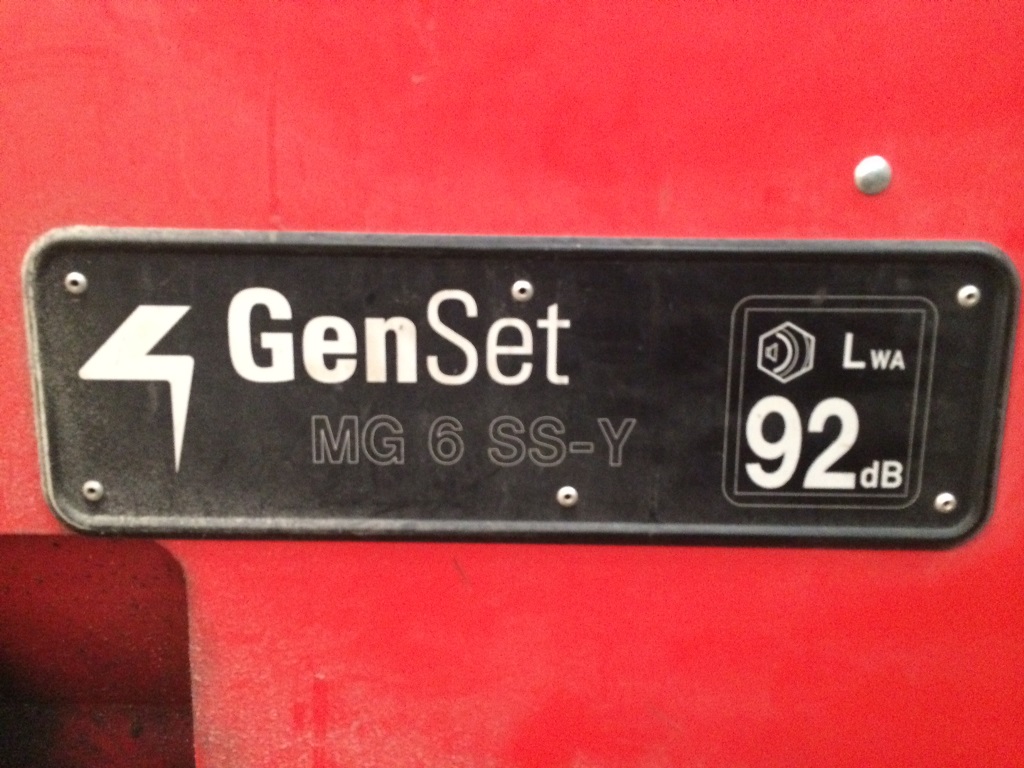 GenSet
MG 6 SS-Y
LWA
92dB